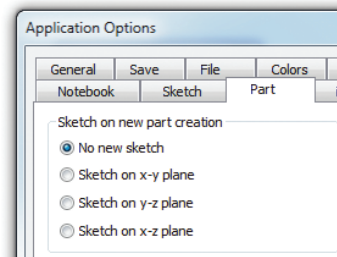 Application Options
General Save File Colors
Notebook Sketch Part
Sketch on new part creation
No new sketch
Sketch on x-y plane
Sketch on y-z plane
Sketch on x-z plane